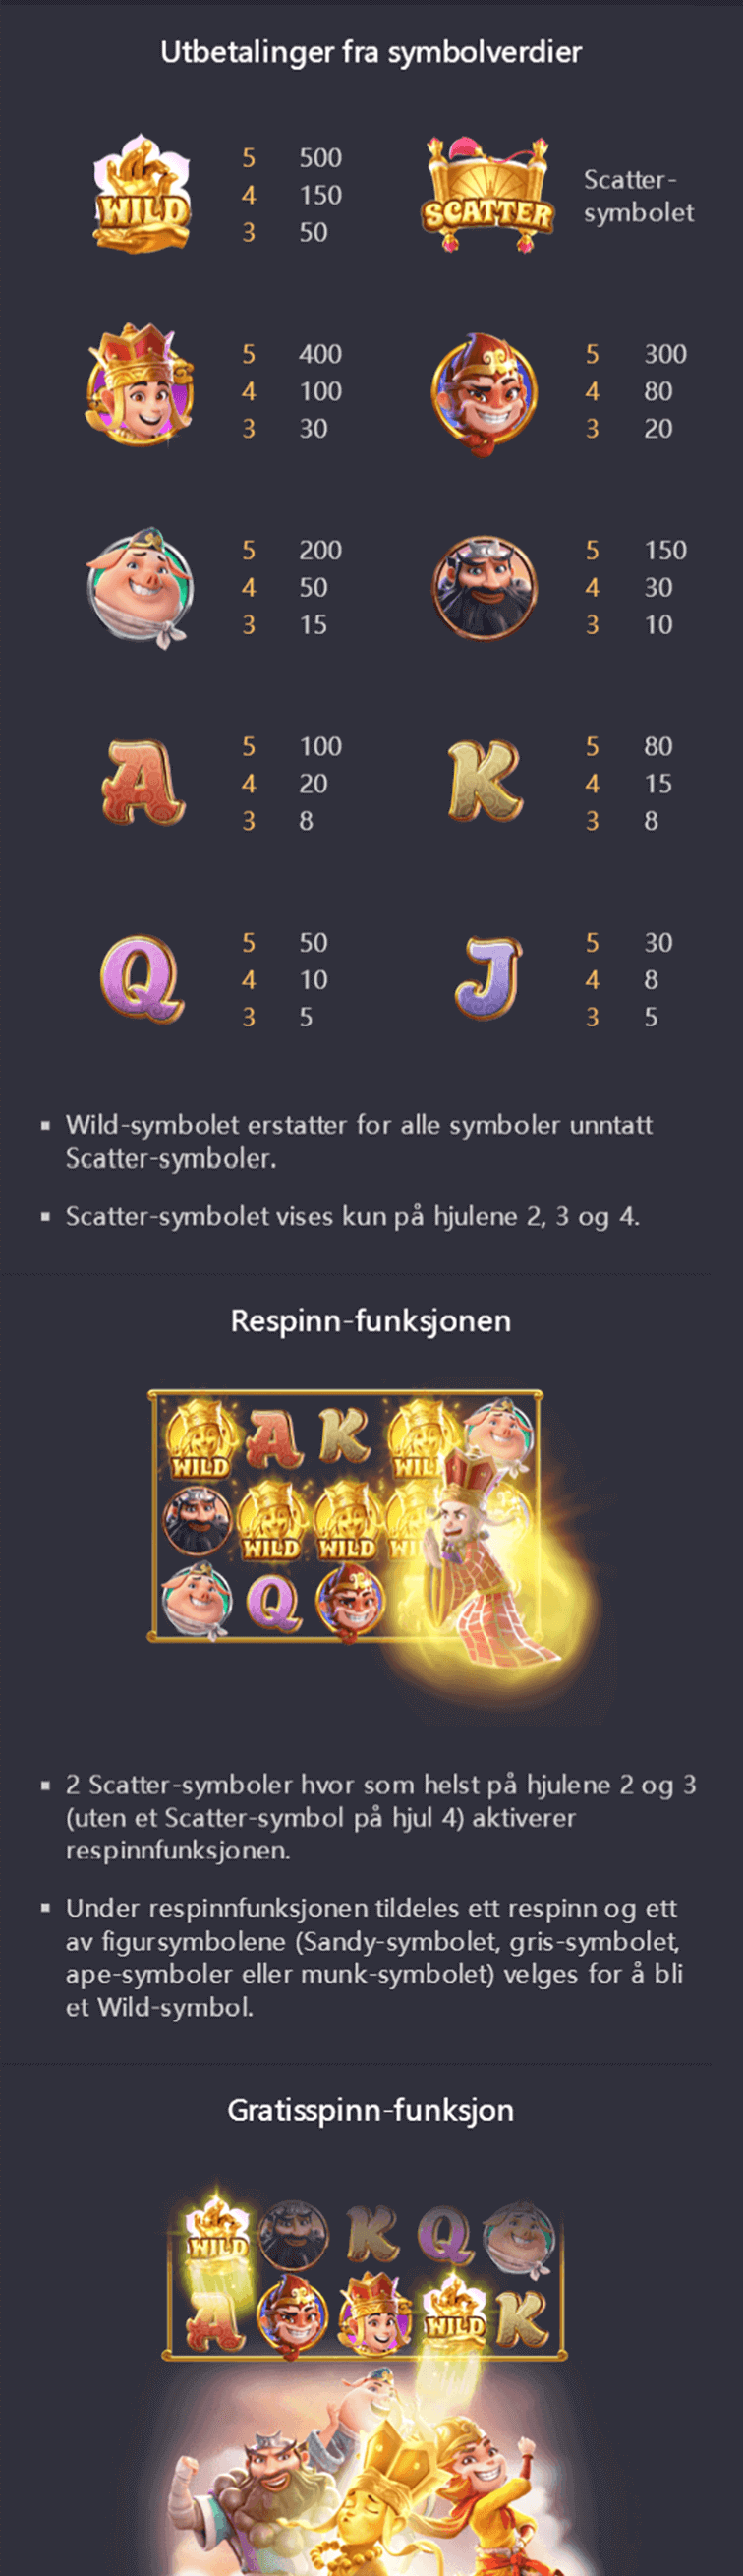 Utbetalinger fra symbolverdier
WILD
5 500
4 150
3 50
SCATTER
Scatter-
symbolet
5 400
4 100
3 30
5 300
4 80
3 20
5 200
4 50
3 15
5 150
4 30
3 10
A
5 100
4 20
3 8
K
5 80
4 15
3 8
Q
5 50
4 10
3 5
J
5 30
4 8
3 5
▪ Wild-symbolet erstatter for alle symboler unntatt
Scatter-symboler.
▪ Scatter-symbolet vises kun på hjulene 2, 3 og 4.
Respinn-funksjonen
WILD A K WILD
WILD WILD WI
Q
▪ 2 Scatter-symboler hvor som helst på hjulene 2 og 3
(uten et Scatter-symbol på hjul 4) aktiverer
respinnfunksjonen.
▪ Under respinnfunksjonen tildeles ett respinn og ett
av figursymbolene (Sandy-symbolet, gris-symbolet,
ape-symboler eller munk-symbolet) velges for å bli
et Wild-symbol.
Gratisspinn-funksjon
WILD K Q
A WILD K